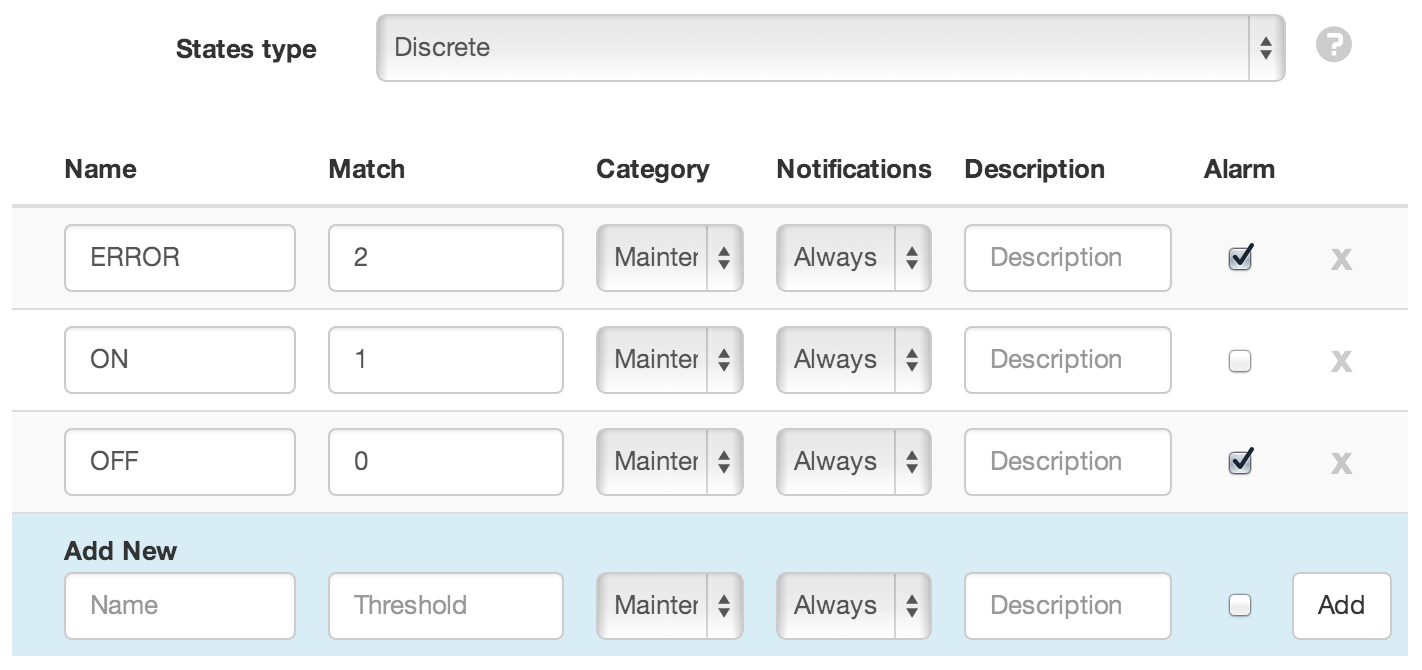 States type Discrete ?
Name Match Category Notifications Description Alarm
ERROR 2 Mainter Always Description X
ON 1 Mainter Always Description X
OFF 0 Mainter Always Description X
Add New
Name Threshold Mainter Always Description Add